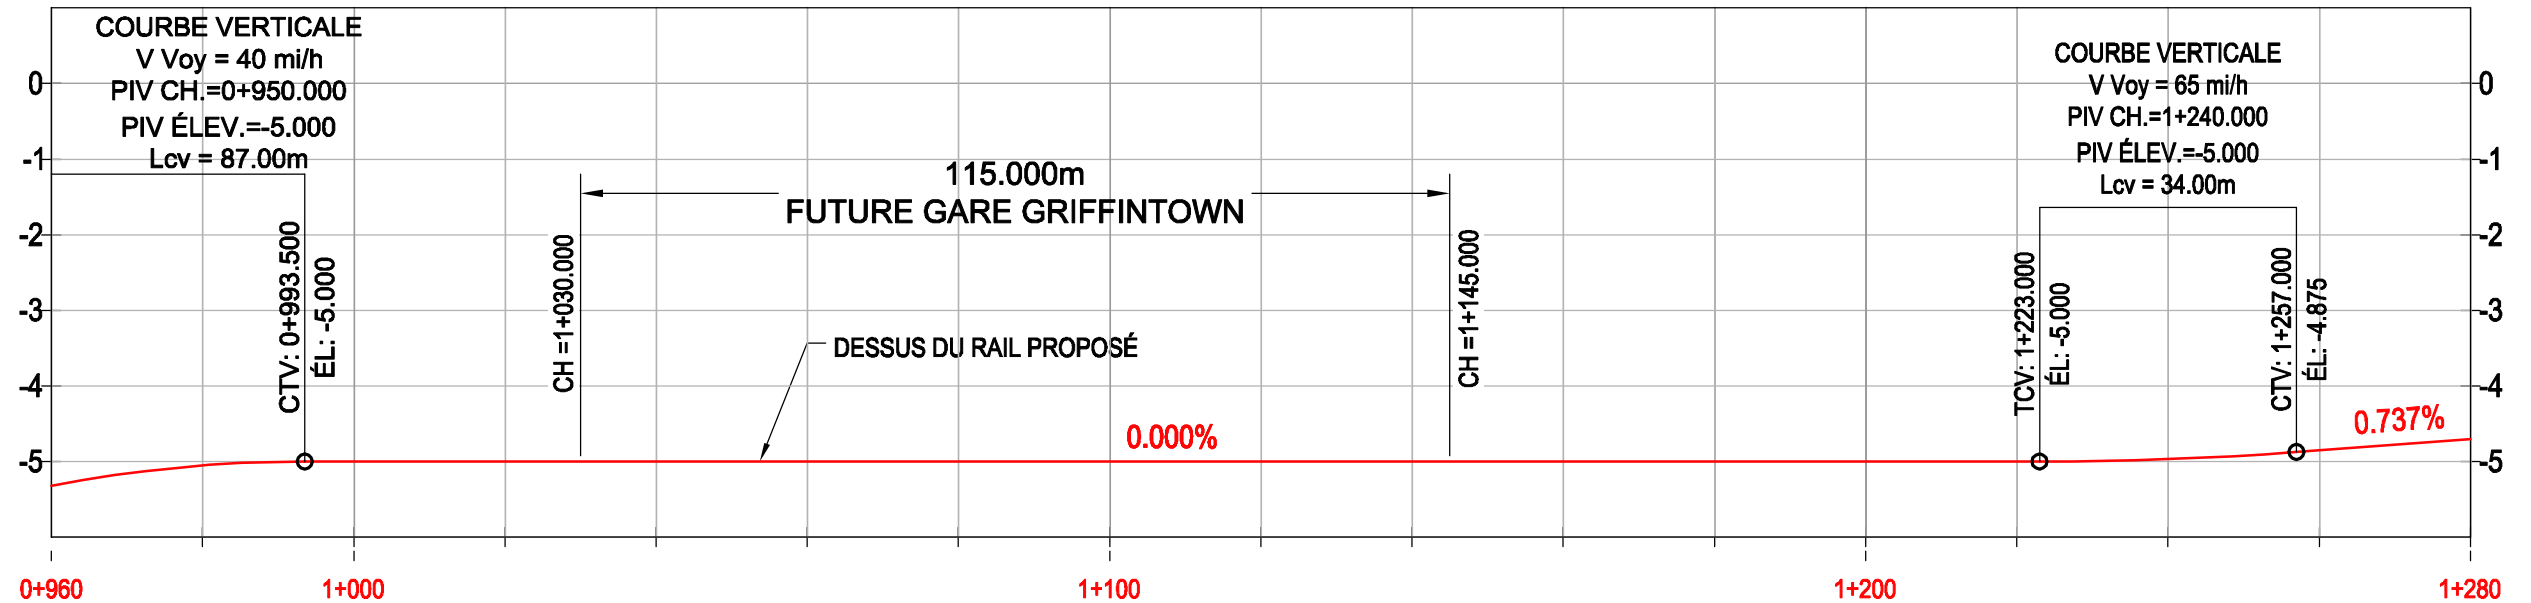 COURBE VERTICALE
V Voy = 40 mi/h
PIV CH.=0+950.000
PIV ÉLEV.=-5.000
Lcv = 87.00m
COURBE VERTICALE
V Voy = 65 mi/h
PIV CH.=1+240.000
PIV ÉLEV.=-5.000
Lcv = 34.00m
115.000m
FUTURE GARE GRIFFINTOWN
CTV: 0+993.500
ÉL: -5.000
CH =1+030.000
CH =1+145.000
TCV: 1+223.000
ÉL: -5.000
CTV: 1+257.000
ÉL: -4.875
DESSUS DU RAIL PROPOSÉ
0.000%
0.737%
0
-1
-2
-3
-4
-5
0
-1
-2
-3
-4
-5
0+960
1+000
1+100
1+200
1+280